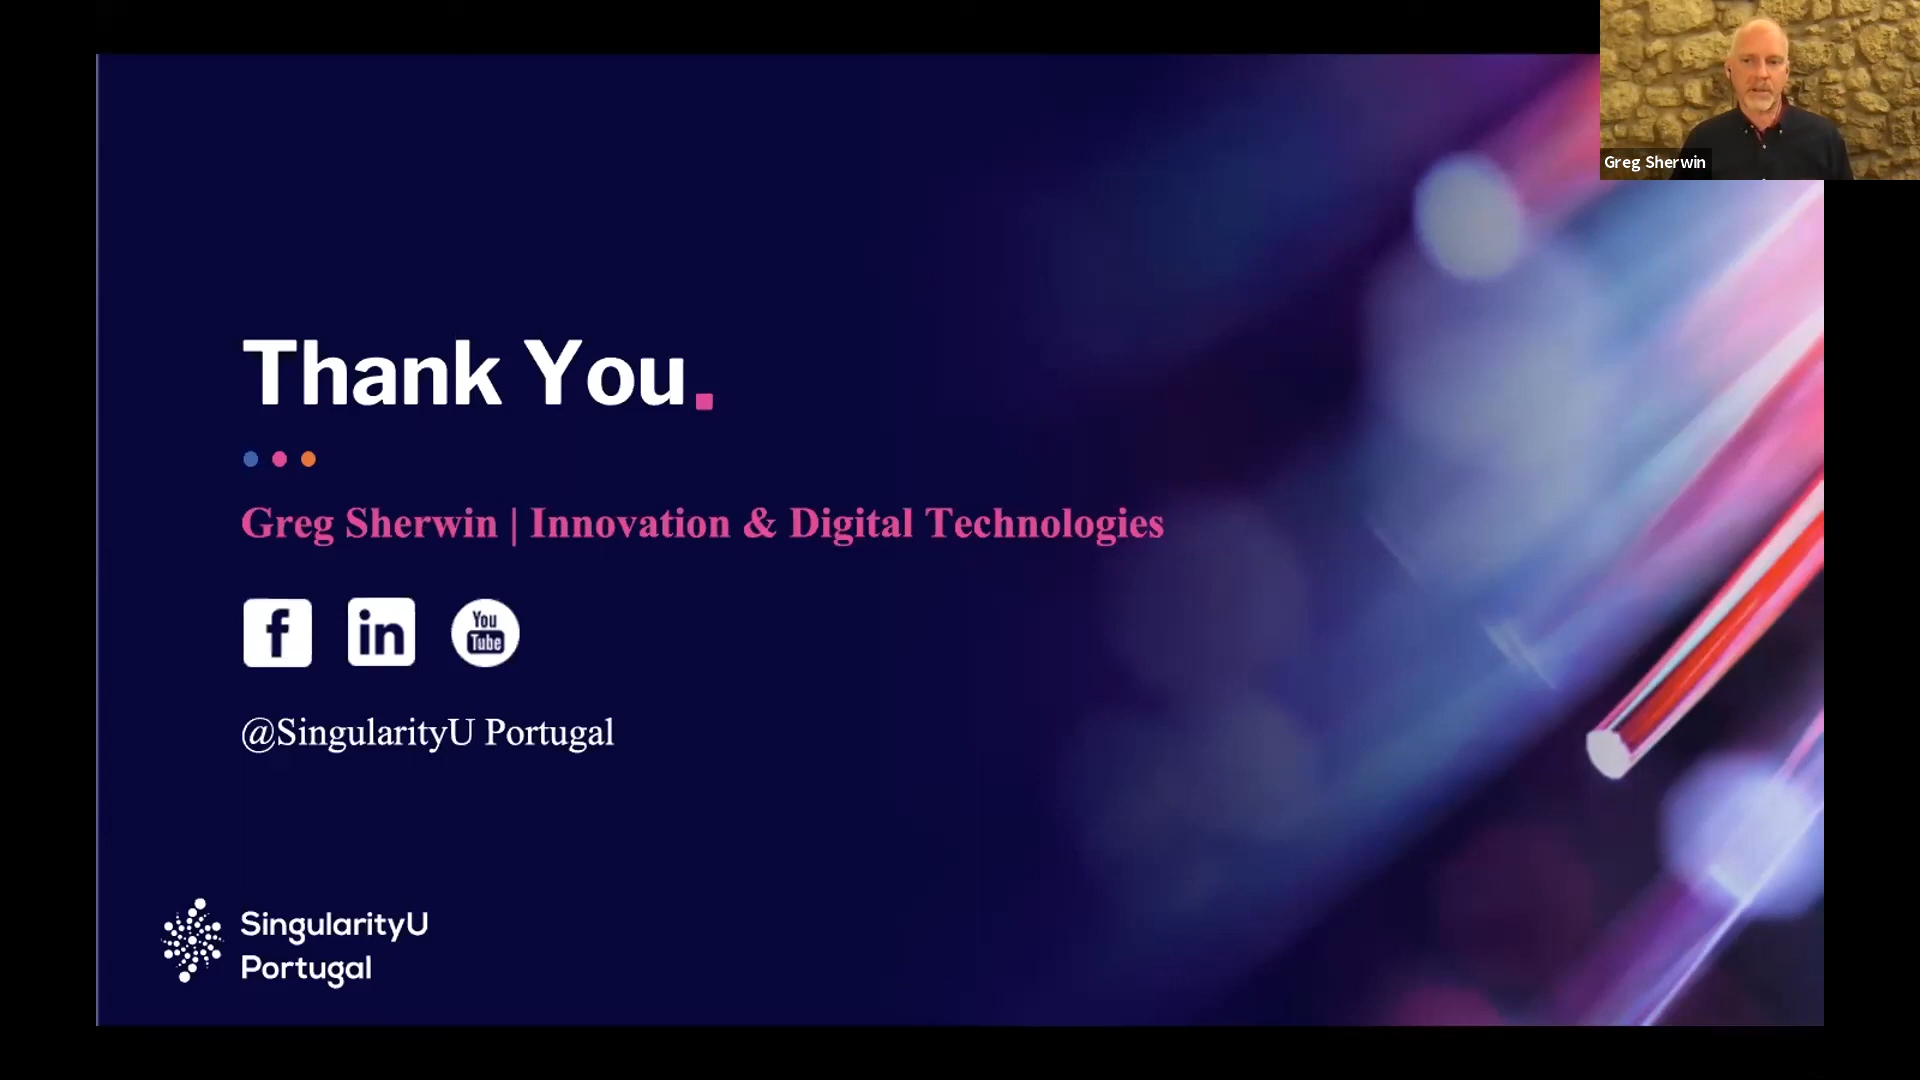 Greg Sherwin
Thank You.
Greg Sherwin | Innovation & Digital Technologies
f
in
You
Tube
@SingularityU Portugal
SingularityU
Portugal